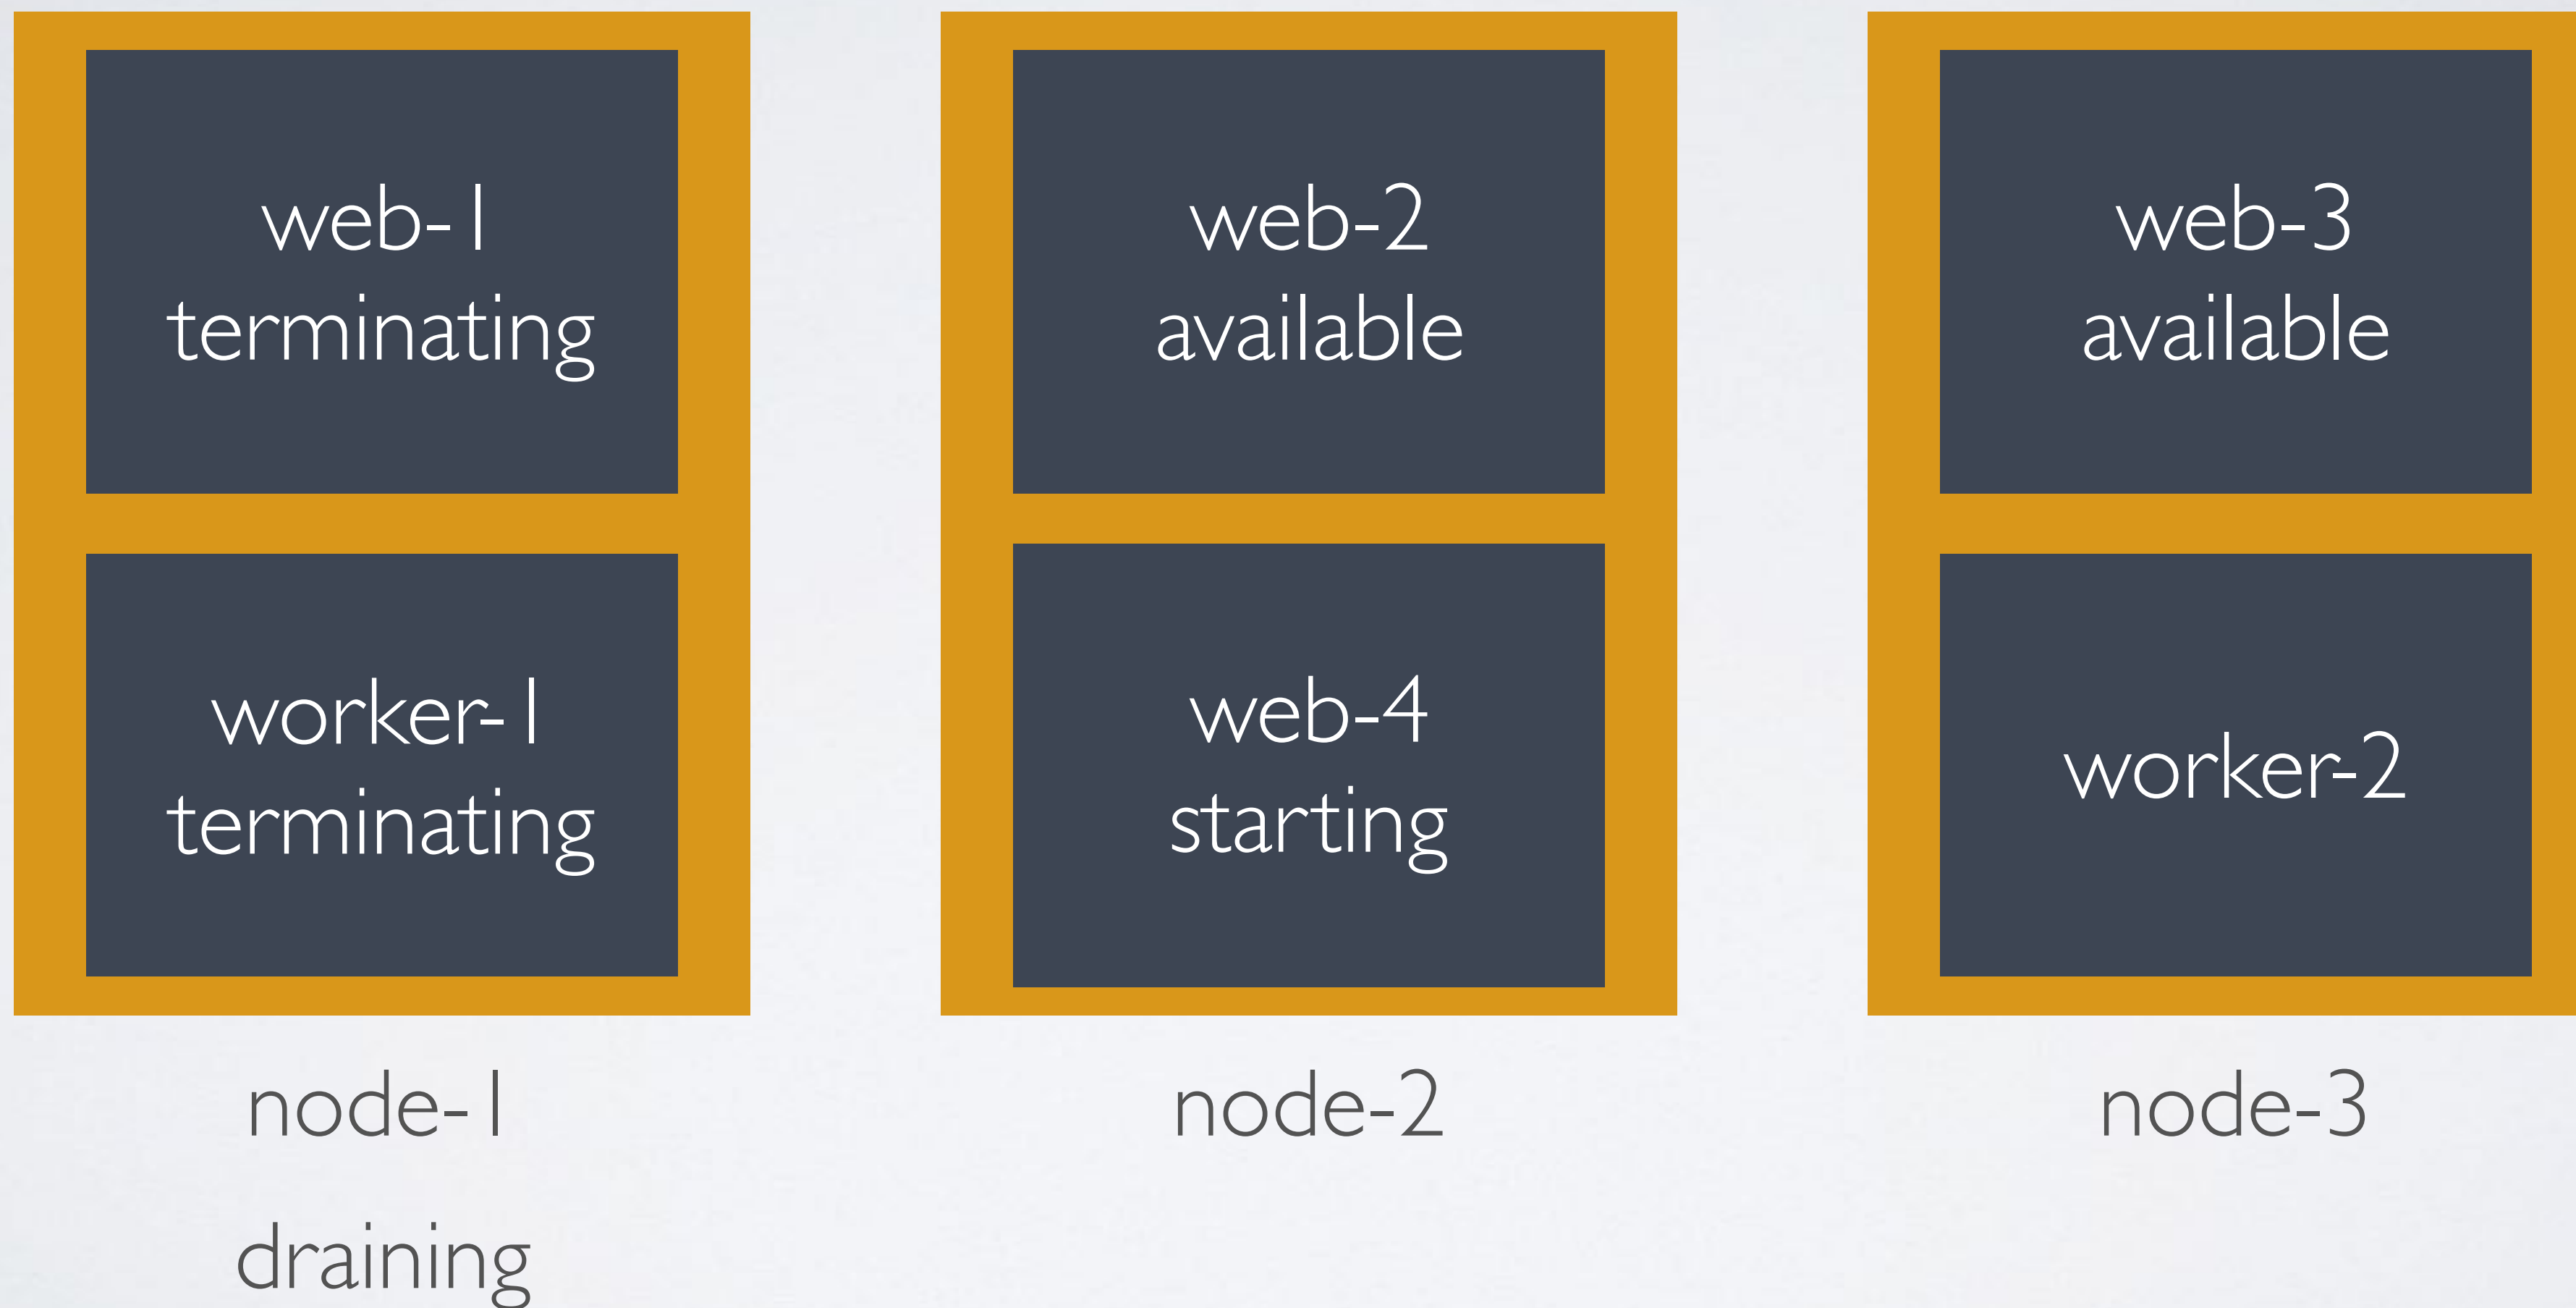 web-1
terminating
worker-1
terminating
node-1
draining
web-2
available
web-4
starting
node-2
web-3
available
worker-2
node-3